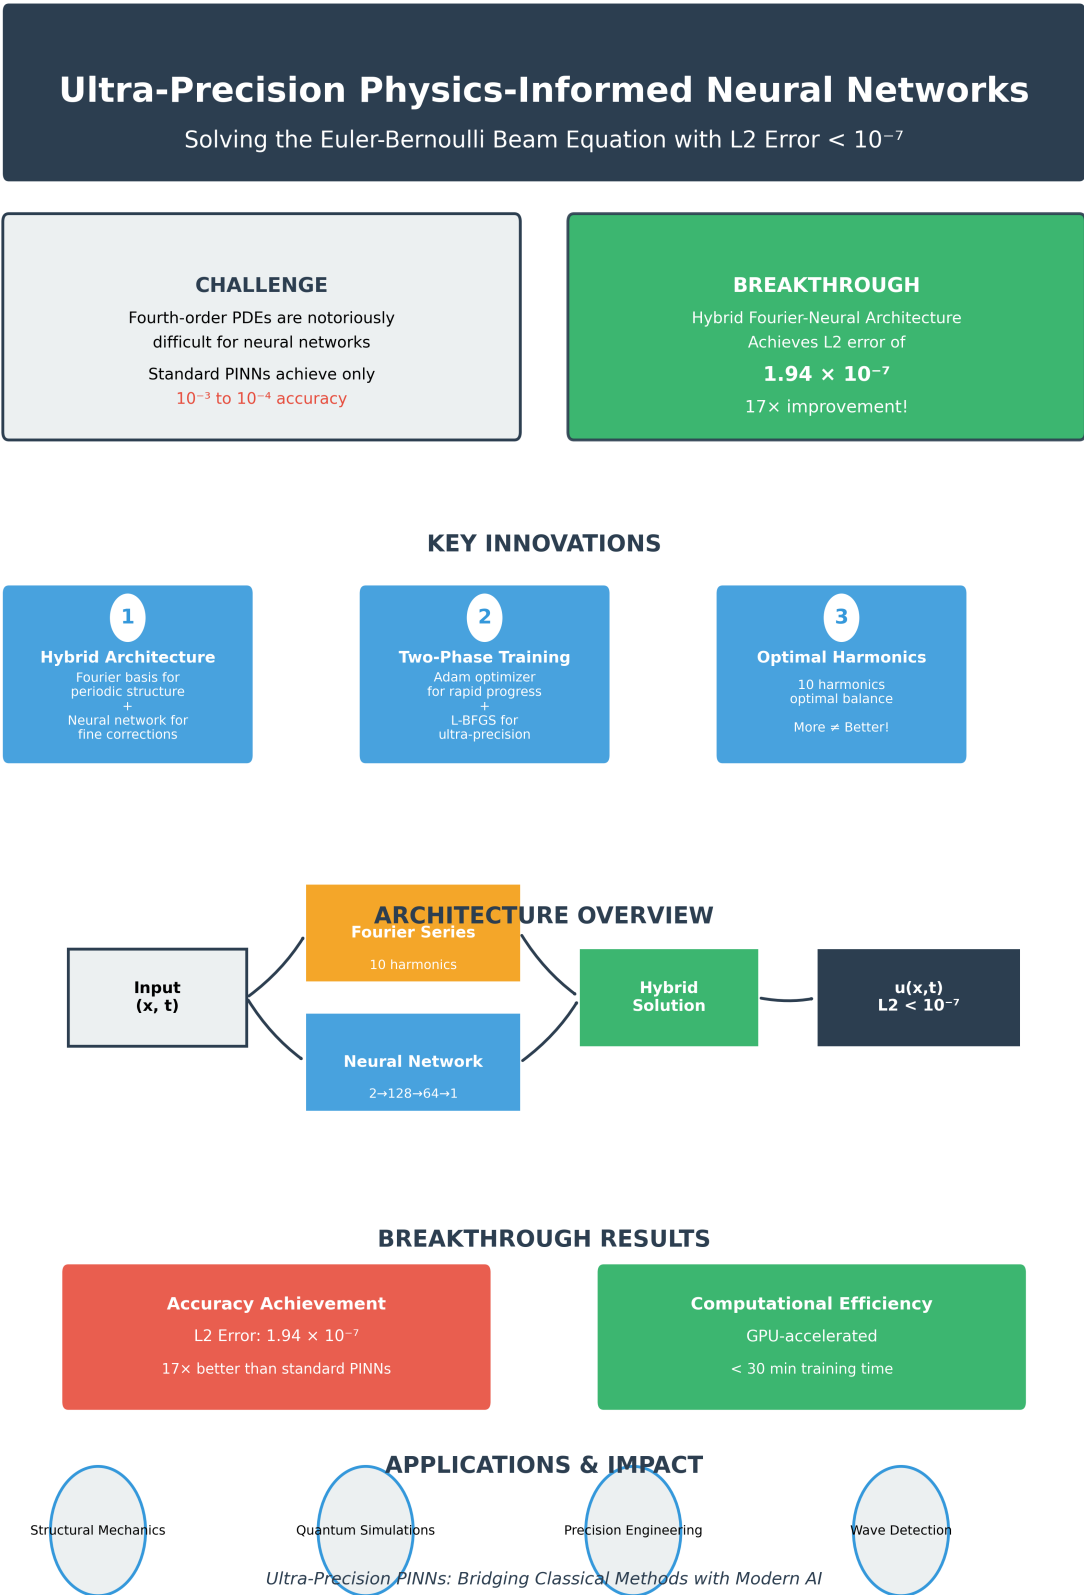 Ultra-Precision Physics-Informed Neural Networks
Solving the Euler-Bernoulli Beam Equation with L2 Error < 10⁻⁷
CHALLENGE
Fourth-order PDEs are notoriously
difficult for neural networks
Standard PINNs achieve only
10⁻³ to 10⁻⁴ accuracy
BREAKTHROUGH
Hybrid Fourier-Neural Architecture
Achieves L2 error of
1.94 × 10⁻⁷
17× improvement!
KEY INNOVATIONS
1
Hybrid Architecture
Fourier basis for
periodic structure
+
Neural network for
fine corrections
2
Two-Phase Training
Adam optimizer
for rapid progress
+
L-BFGS for
ultra-precision
3
Optimal Harmonics
10 harmonics
optimal balance
More ≠ Better!
ARCHITECTURE OVERVIEW
Input
(x, t)
Fourier Series
10 harmonics
Neural Network
2→128→64→1
Hybrid
Solution
u(x,t)
L2 < 10⁻⁷
BREAKTHROUGH RESULTS
Accuracy Achievement
L2 Error: 1.94 × 10⁻⁷
17× better than standard PINNs
Computational Efficiency
GPU-accelerated
< 30 min training time
APPLICATIONS & IMPACT
Structural Mechanics
Quantum Simulations
Precision Engineering
Wave Detection
Ultra-Precision PINNs: Bridging Classical Methods with Modern AI